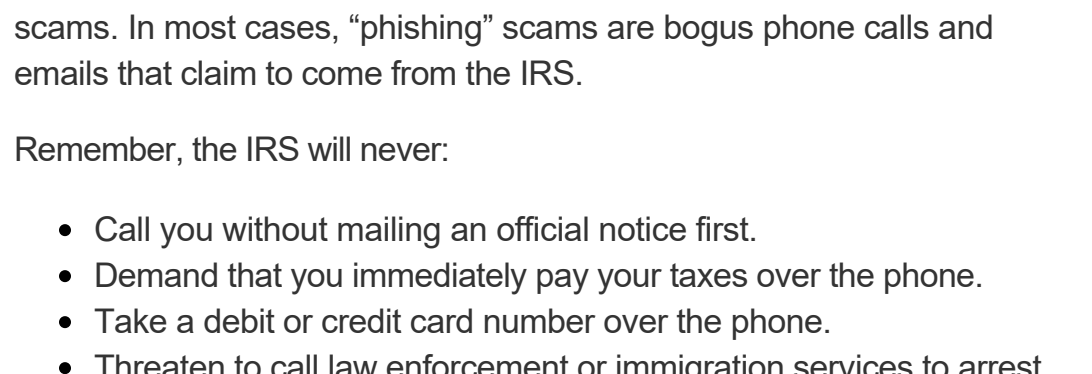 scams. In most cases, “phishing” scams are bogus phone calls and
emails that claim to come from the IRS.
Remember, the IRS will never:
• Call you without mailing an official notice first.
• Demand that you immediately pay your taxes over the phone.
• Take a debit or credit card number over the phone.
• Threaten to call law enforcement or immigration services to arrest